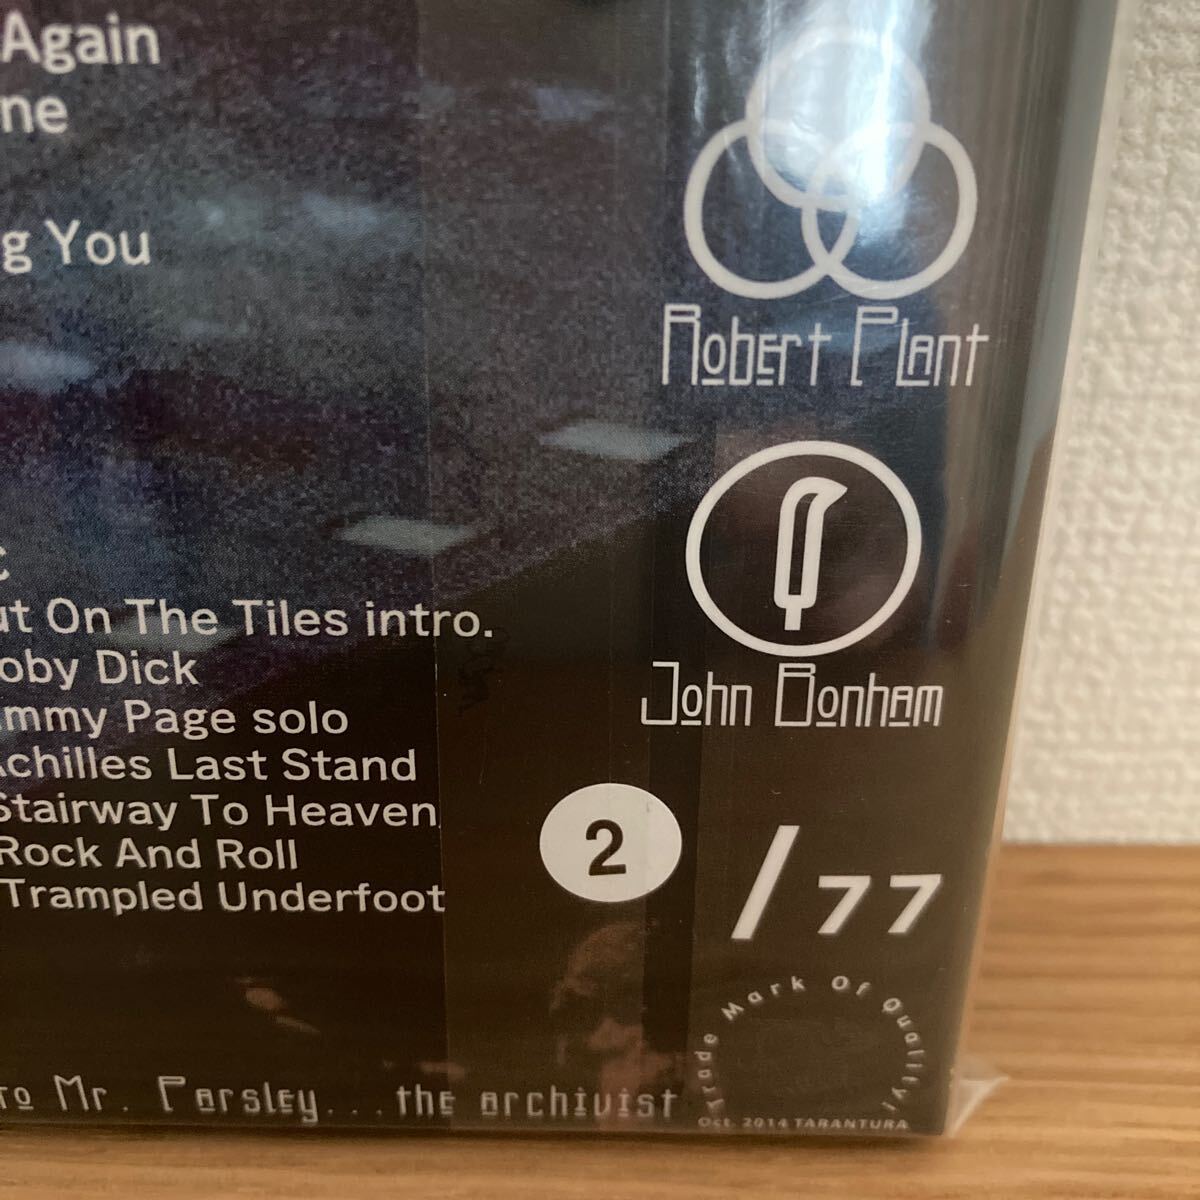 Again
ne
g You
Robert Plant
ut On The Tiles intro.
oby Dick
immy Page solo
Achilles Last Stand
Stairway To Heaven
Rock And Roll
Trampled Underfoot
John Bonham
2
/77
Trade Mark Of Quality!
to Mr. Parsley...the archivist
Oct. 2014 TARANTURA